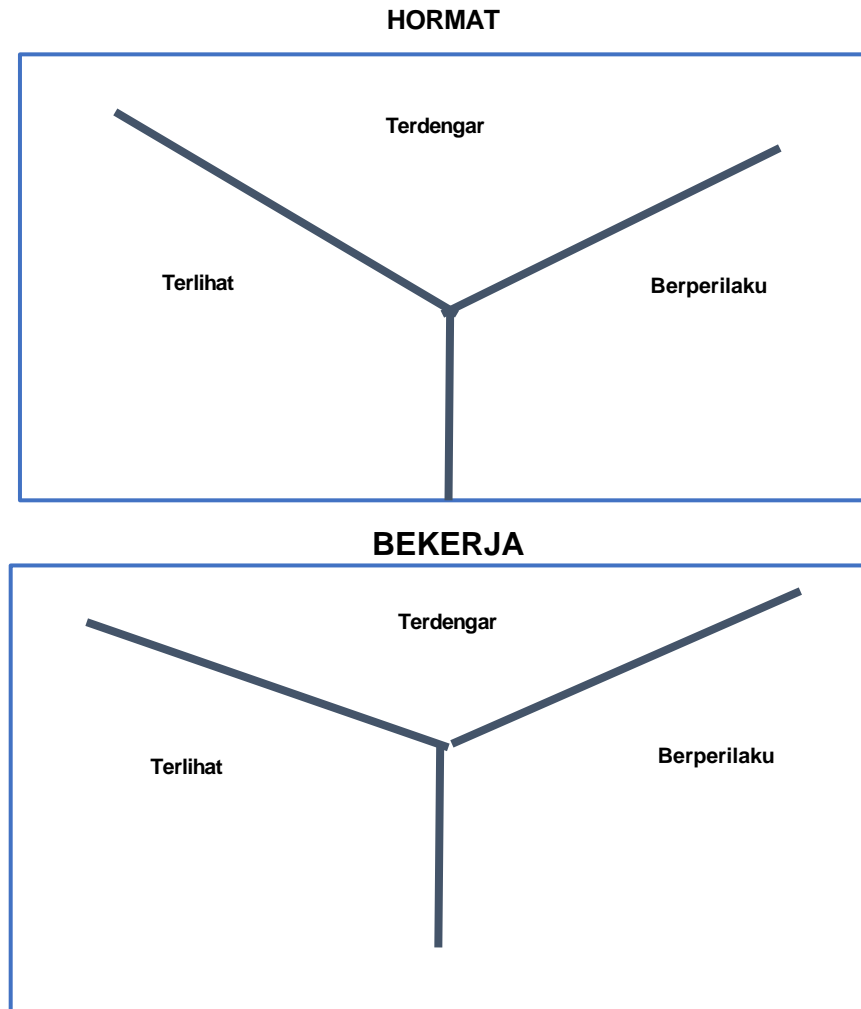 HORMAT
Terdengar
Terlihat
Berperilaku
BEKERJA
Terdengar
Terlihat
Berperilaku